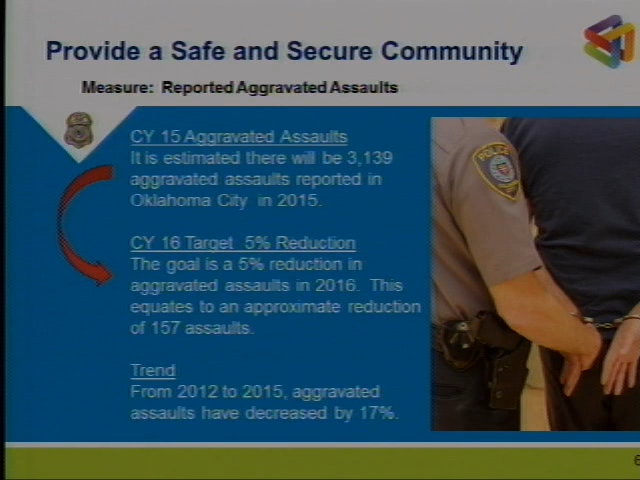 Provide a Safe and Secure Community
Measure: Reported Aggravated Assaults
CY 15 Aggravated Assaults
It is estimated there will be 3,139
aggravated assaults reported in
Oklahoma City in 2015.
CY 16 Target 5% Reduction
The goal is a 5% reduction in
aggravated assaults in 2016. This
equates to an approximate reduction
of 157 assaults.
Trend
From 2012 to 2015, aggravated
assaults have decreased by 17%.
POLICE
6